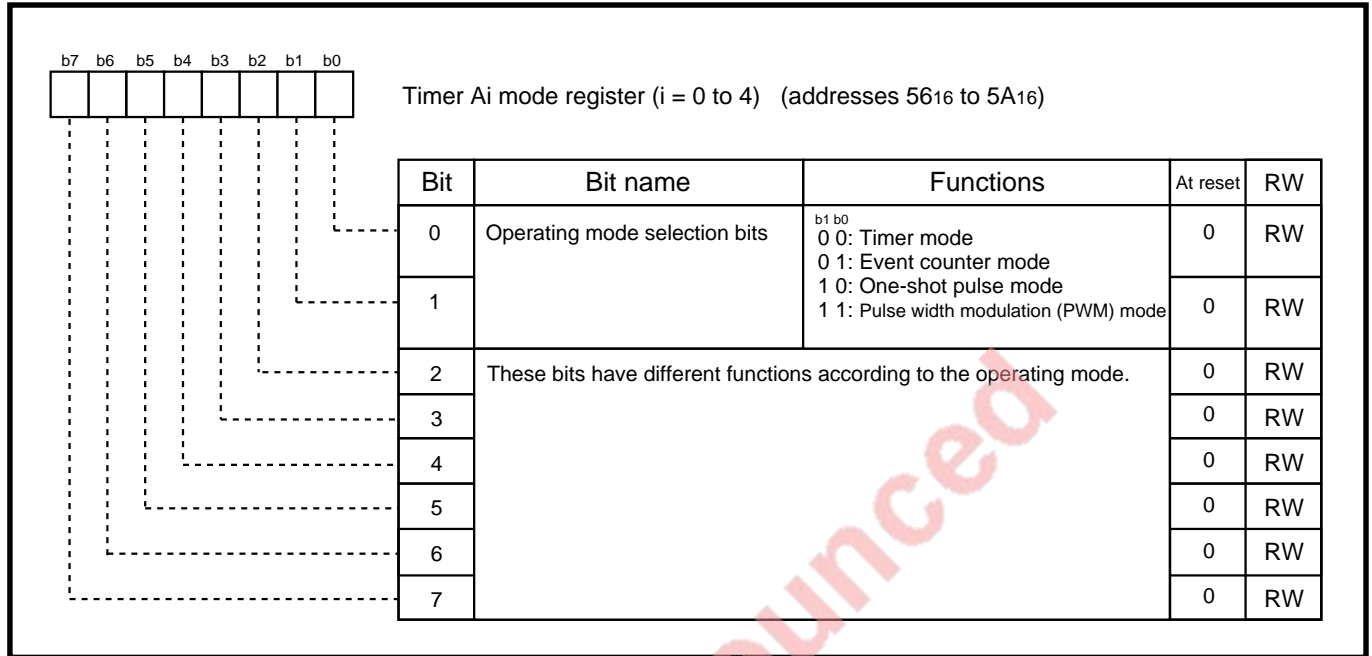 b7 b6 b5 b4 b3 b2 b1 b0
Timer Ai mode register (i = 0 to 4) (addresses 5616 to 5A16)
Bit Bit name Functions At reset RW
0 Operating mode selection bits b1 b0 0 RW
0 0: Timer mode
0 1: Event counter mode
1 0: One-shot pulse mode
1 1 1: Pulse width modulation (PWM) mode 0 RW
2 These bits have different functions according to the operating mode. 0 RW
3 0 RW
4 0 RW
5 0 RW
6 0 RW
7 0 RW
ounced